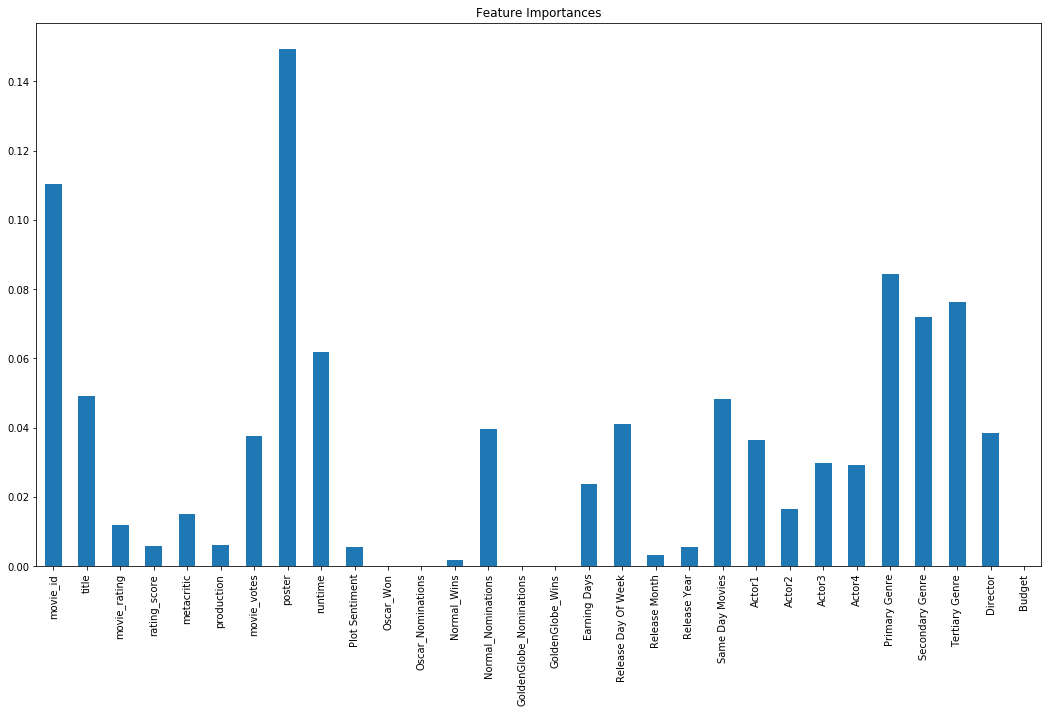 Feature Importances
0.14
0.12
0.10
0.08
0.06
0.04
0.02
0.00
movie_id
title
movie_rating
rating_score
metacritic
production
movie_votes
poster
runtime
Plot Sentiment
Oscar_Won
Oscar_Nominations
Normal_Wins
Normal_Nominations
GoldenGlobe_Nominations
GoldenGlobe_Wins
Earning Days
Release Day Of Week
Release Month
Release Year
Same Day Movies
Actor1
Actor2
Actor3
Actor4
Primary Genre
Secondary Genre
Tertiary Genre
Director
Budget